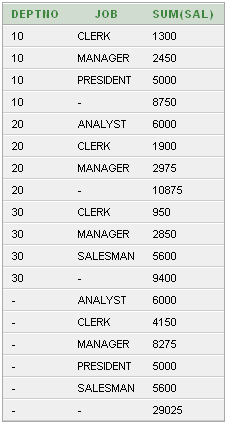 DEPTNO JOB SUM(SAL)
10 CLERK 1300
10 MANAGER 2450
10 PRESIDENT 5000
10 - 8750
20 ANALYST 6000
20 CLERK 1900
20 MANAGER 2975
20 - 10875
30 CLERK 950
30 MANAGER 2850
30 SALESMAN 5600
30 - 9400
- ANALYST 6000
- CLERK 4150
- MANAGER 8275
- PRESIDENT 5000
- SALESMAN 5600
- - 29025